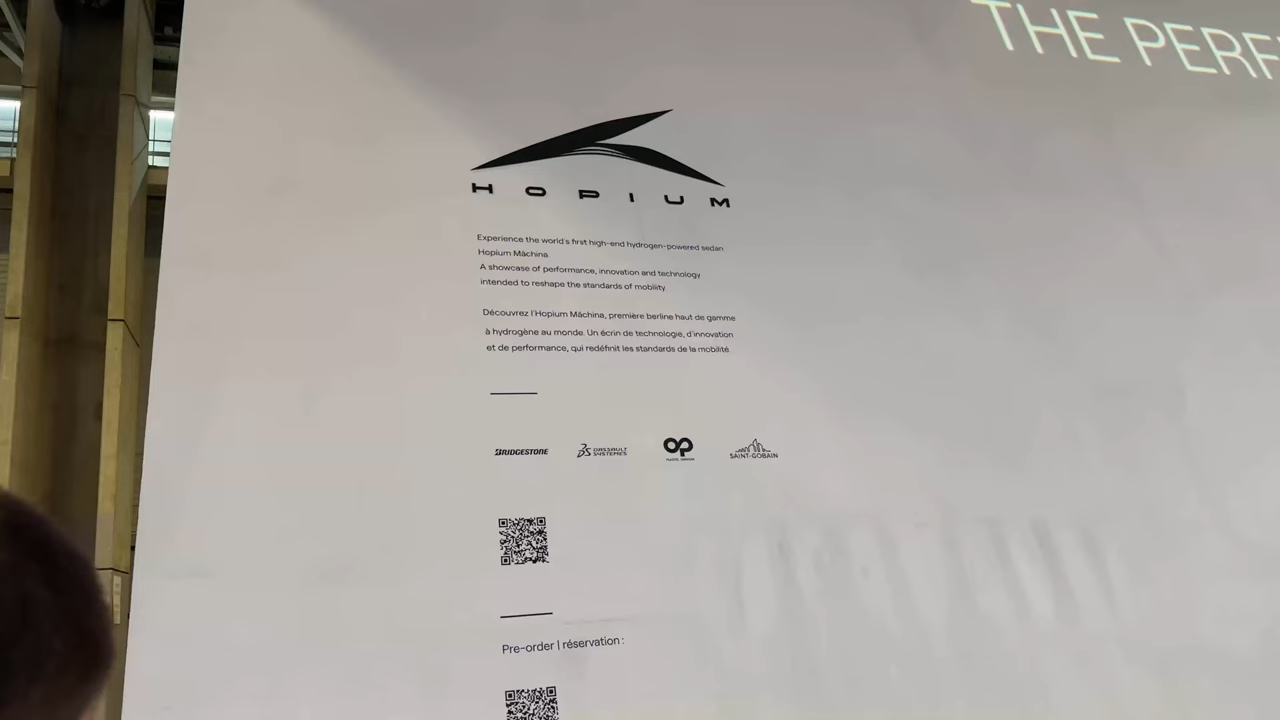 THE PERF
HOPIUM
Experience the world's first high-end hydrogen-powered sedan
Hopium Māchina
A showcase of performance, innovation and technology
intended to reshape the standards of mobility
Découvrez l'Hopium Māchina, première berline haut de gamme
à hydrogène au monde. Un écrin de technologie, d'innovation
et de performance, qui redéfinit les standards de la mobilité
BRIDGESTONE
3S DASSAULT SYSTEMES
OP
SAINT-GOBAIN
Pre-order | réservation :